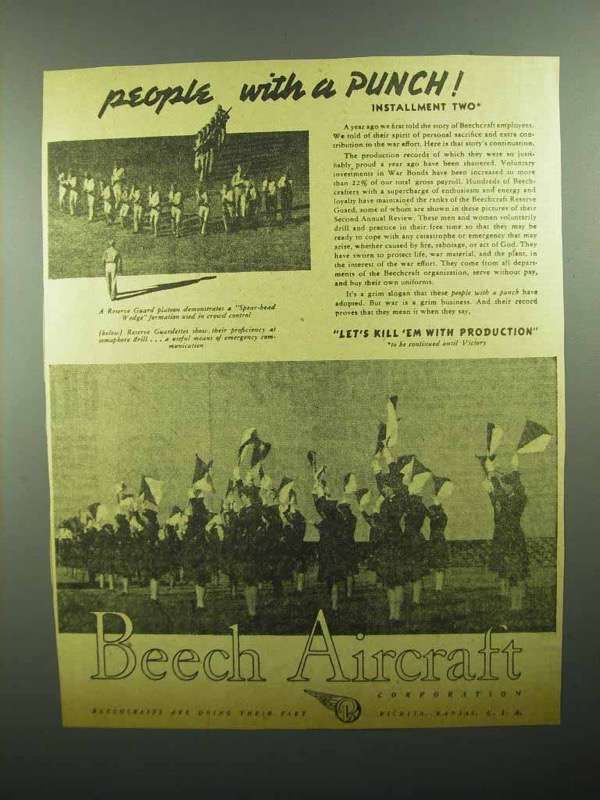 people with a PUNCH!
INSTALLMENT TWO*
A year ago we first told the story of Beechcraft employees.
We told of their spirit of personal sacrifice and extra con-
tribution to the war effort. Here is that story's continuation.
The production records of which they were so justi-
fiably proud a year ago have been shattered. Voluntary
investments in War Bonds have been increased to more
than 22% of our total gross payroll. Hundreds of Beech-
crafters with a supercharge of enthusiasm and energy and
loyalty have maintained the ranks of the Beechcraft Reserve
Guard, some of whom are shown in these pictures of their
Second Annual Review. These men and women voluntarily
drill and practice in their free time so that they may be
ready to cope with any catastrophe or emergency that may
arise, whether caused by fire, sabotage, or act of God. They
have sworn to protect life, war material, and the plant, in
the interest of the war effort. They come from all depart-
ments of the Beechcraft organization, serve without pay,
and buy their own uniforms.
It's a grim slogan that these people with a punch have
adopted. But war is a grim business. And their record
proves that they mean it when they say,
"LET'S KILL 'EM WITH PRODUCTION"
*to be continued until Victory
A Reserve Guard platoon demonstrates a "Spear-head
Wedge" formation used in crowd control
(below) Reserve Guardettes show their proficiency at
semaphore drill . . . a useful means of emergency com-
munication
Beech Aircraft
CORPORATION
BEECHCRAFTS ARE DOING THEIR PART
WICHITA, KANSAS, U. S. A.